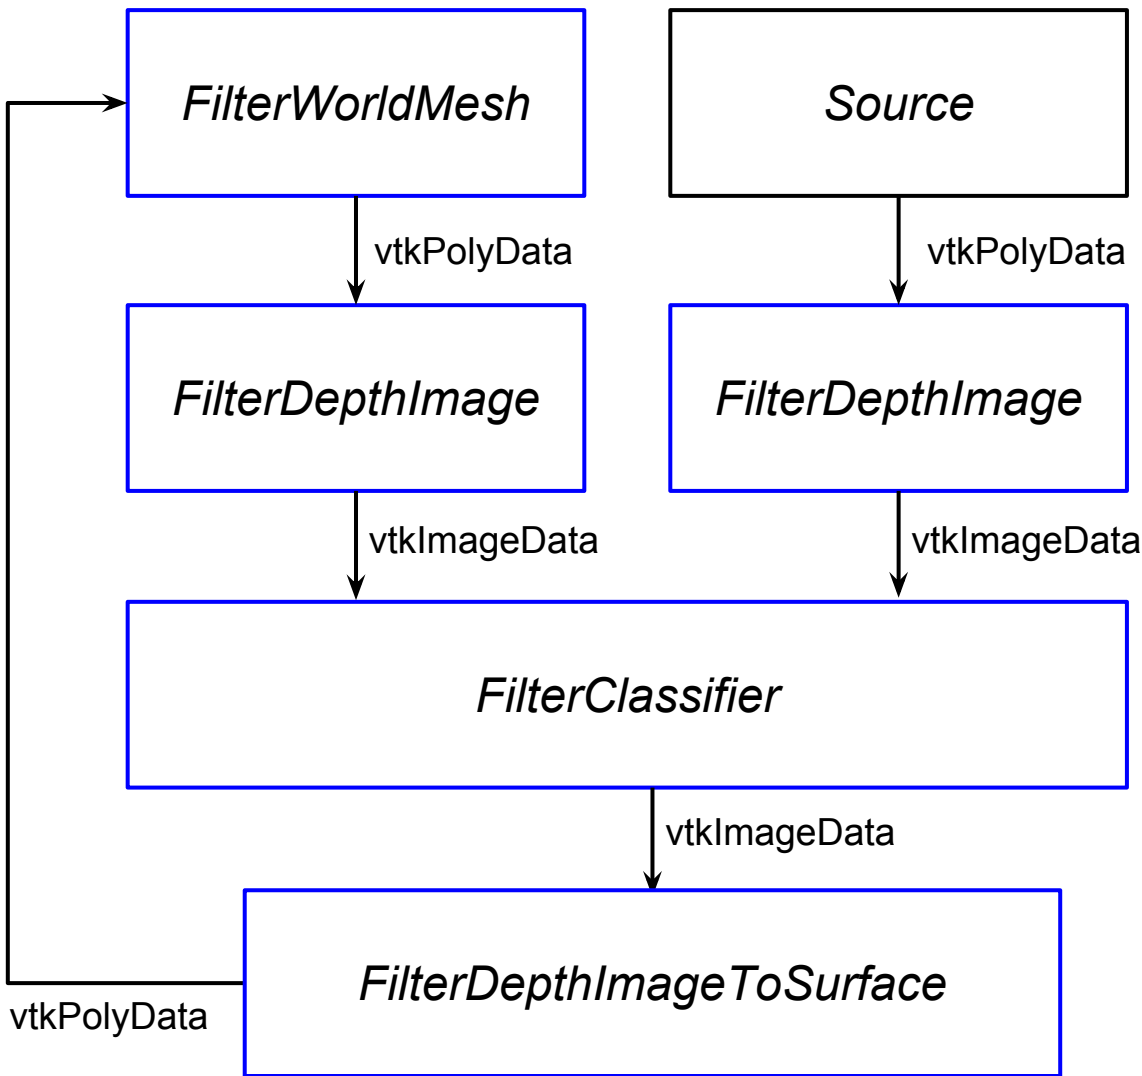 FilterWorldMesh
Source
vtkPolyData
vtkPolyData
FilterDepthImage
FilterDepthImage
vtkImageData
vtkImageData
FilterClassifier
vtkImageData
FilterDepthImageToSurface
vtkPolyData